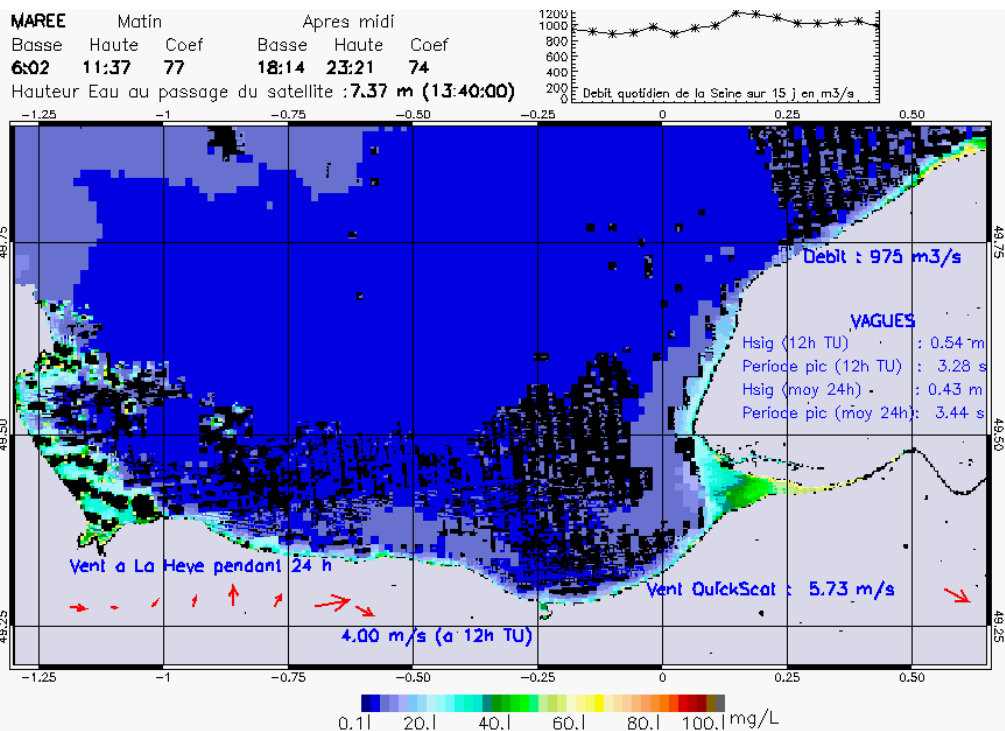 MAREE Matin Apres midi
Basse Haute Coef Basse Haute Coef
6:02 11:37 77 18:14 23:21 74
Hauteur Eau au passage du satellite : 7.37 m (13:40:00)
1200
1000
800
600
400
200
0
Debit quotidien de la Seine sur 15 j en m3/s
-1.25 -1 -0.75 -0.50 -0.25 0 0.25 0.50
49.75 49.75
Debit : 975 m3/s
VAGUES
Hsig (12h TU) : 0.54 m
Periode pic (12h TU) : 3.28 s
Hsig (moy 24h) - : 0.43 m
Periode pic (moy 24h): 3.44 s
49.50 49.50
Vent a La Heve pendant 24 h
Vent QuickScat : 5.73 m/s
49.25 49.25
4.00 m/s (a 12h TU)
-1.25 -1 -0.75 -0.50 -0.25 0 0.25 0.50
0.1| 20.| 40.| 60.| 80.| 100.| mg/L